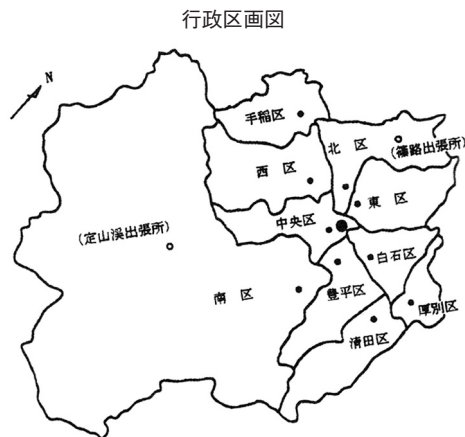 行政区画図
N
手稲区
北 区
(篠路出張所)
西 区
東 区
中央区
(定山渓出張所)
白石区
南 区
豊平区
厚別区
清田区